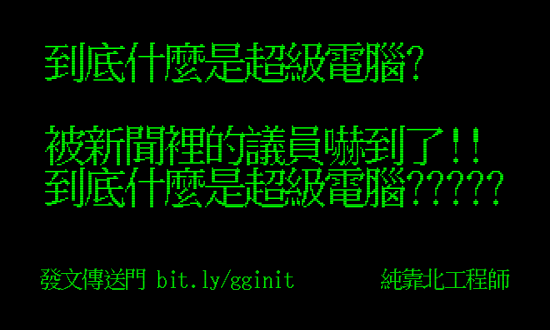 到底什麼是超級電腦?
被新聞裡的議員嚇到了!!
到底什麼是超級電腦?????
發文傳送門 bit.ly/gginit 純靠北工程師